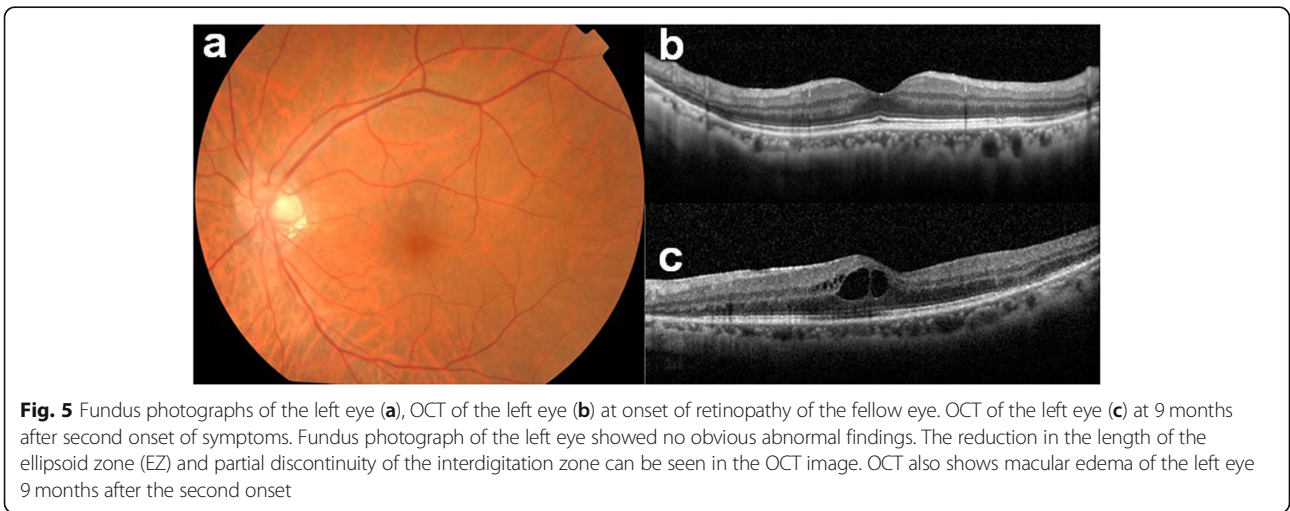 a
b
c
Fig. 5 Fundus photographs of the left eye (a), OCT of the left eye (b) at onset of retinopathy of the fellow eye. OCT of the left eye (c) at 9 months
after second onset of symptoms. Fundus photograph of the left eye showed no obvious abnormal findings. The reduction in the length of the
ellipsoid zone (EZ) and partial discontinuity of the interdigitation zone can be seen in the OCT image. OCT also shows macular edema of the left eye
9 months after the second onset